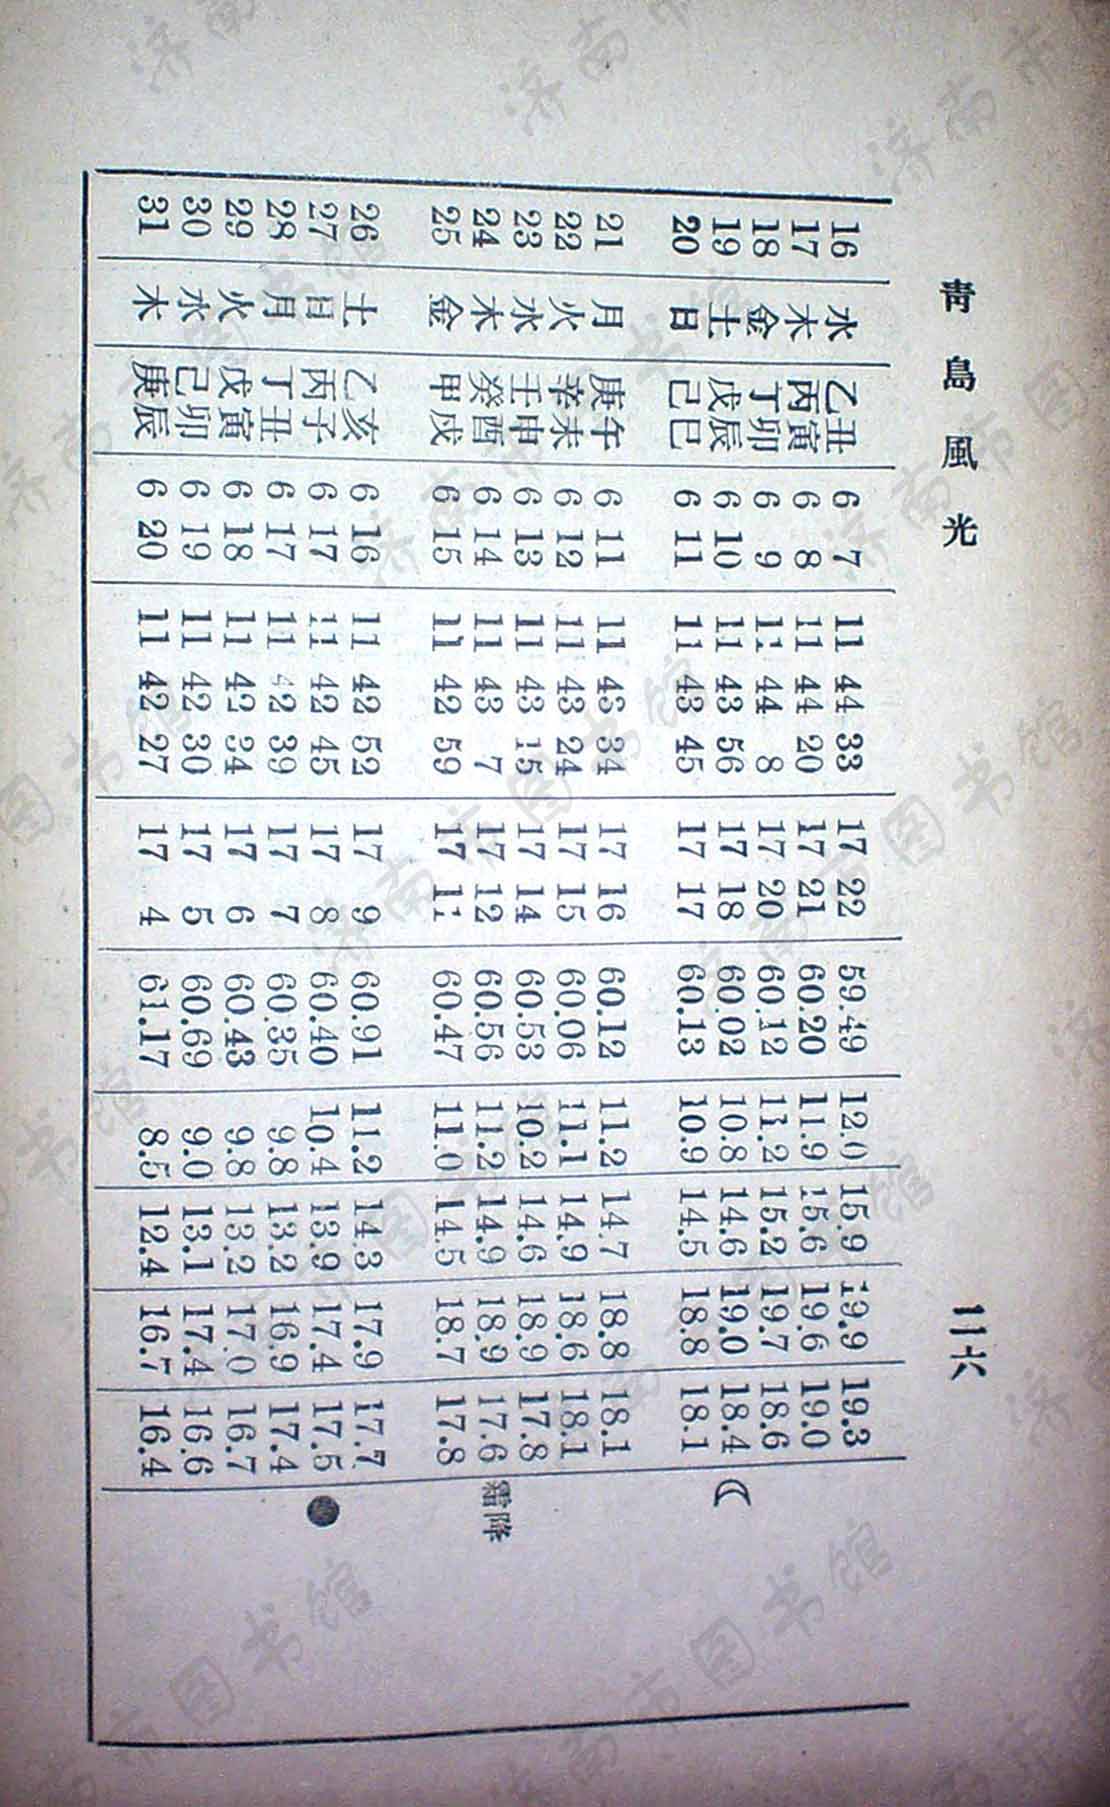 青島風光
一一六
16 水 乙丑 6 7 11 44 33 17 22 59.49 12.0 15.9 19.9 19.3
17 木 丙寅 6 8 11 44 20 17 21 60.20 11.9 15.6 19.6 19.0
18 金 丁卯 6 9 11 44 8 17 20 60.12 11.2 15.2 19.7 18.6
19 土 戊辰 6 10 11 43 56 17 18 60.02 10.8 14.6 19.0 18.4 ☾
20 日 己巳 6 11 11 43 45 17 17 60.13 10.9 14.5 18.8 18.1
21 月 庚午 6 11 11 43 34 17 16 60.12 11.2 14.7 18.8 18.1
22 火 辛未 6 12 11 43 24 17 15 60.06 11.1 14.9 18.6 18.1
23 水 壬申 6 13 11 43 15 17 14 60.53 10.2 14.6 18.9 17.8
24 木 癸酉 6 14 11 43 7 17 12 60.56 11.2 14.9 18.9 17.6 霜降
25 金 甲戌 6 15 11 42 59 17 11 60.47 11.0 14.5 18.7 17.8
26 土 乙亥 6 16 11 42 52 17 9 60.91 11.2 14.3 17.9 17.7
27 日 丙子 6 17 11 42 45 17 8 60.40 10.4 13.9 17.4 17.5 ●
28 月 丁丑 6 17 11 42 39 17 7 60.35 9.8 13.2 16.9 17.4
29 火 戊寅 6 18 11 42 34 17 6 60.43 9.8 13.2 17.0 16.7
30 水 己卯 6 19 11 42 30 17 5 60.69 9.0 13.1 17.4 16.6
31 木 庚辰 6 20 11 42 27 17 4 61.17 8.5 12.4 16.7 16.4
济南市图书馆